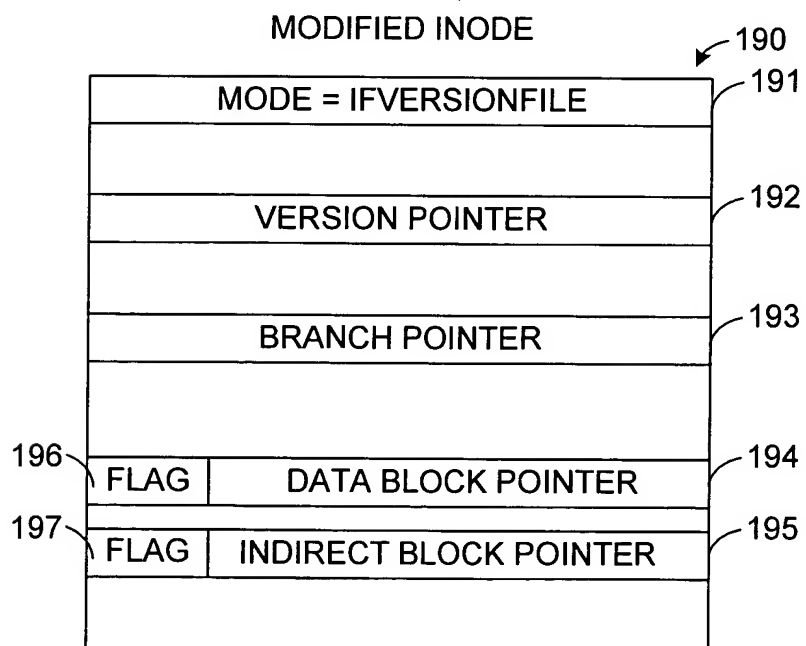 MODIFIED INODE
190
MODE = IFVERSIONFILE
191
VERSION POINTER
192
BRANCH POINTER
193
196
FLAG
DATA BLOCK POINTER
194
197
FLAG
INDIRECT BLOCK POINTER
195